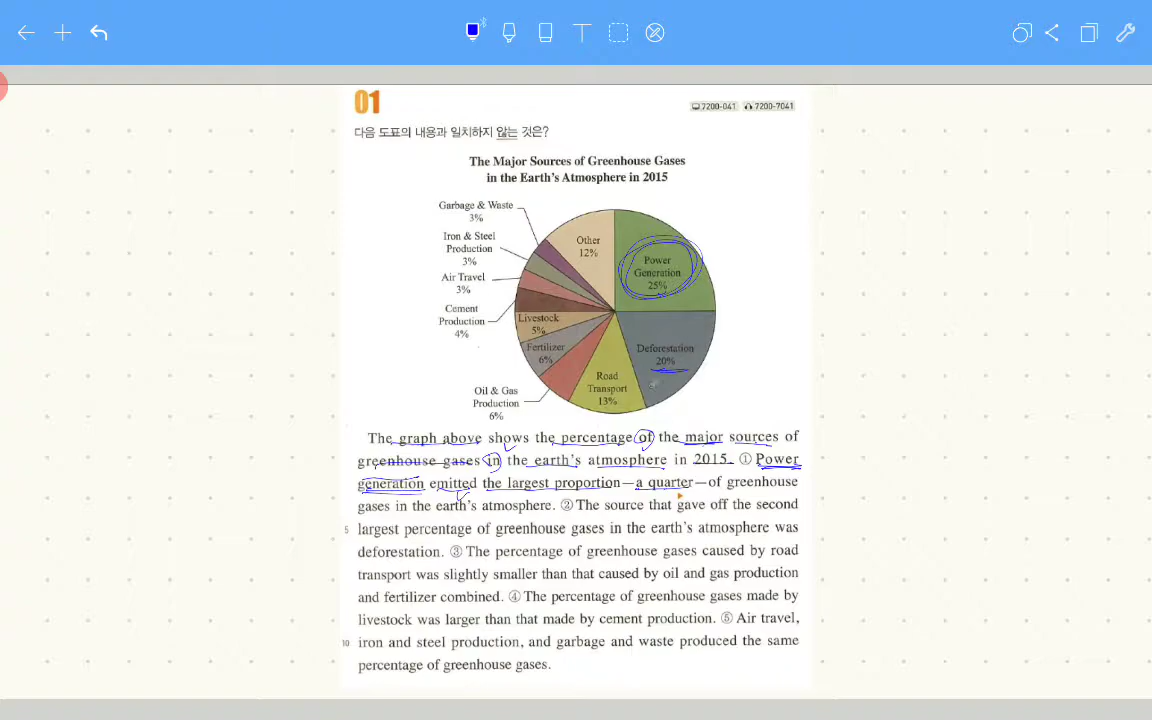 01
7200-041 7200-7041
다음 도표의 내용과 일치하지 않는 것은?
The Major Sources of Greenhouse Gases
in the Earth's Atmosphere in 2015
Garbage & Waste
3%
Iron & Steel
Production
3%
Air Travel
3%
Cement
Production
4%
Livestock
5%
Fertilizer
6%
Oil & Gas
Production
6%
Other
12%
Power
Generation
25%
Deforestation
20%
Road
Transport
13%
The graph above shows the percentage of the major sources of
greenhouse gases in the earth's atmosphere in 2015. ① Power
generation emitted the largest proportion—a quarter—of greenhouse
gases in the earth's atmosphere. ② The source that gave off the second
5 largest percentage of greenhouse gases in the earth's atmosphere was
deforestation. ③ The percentage of greenhouse gases caused by road
transport was slightly smaller than that caused by oil and gas production
and fertilizer combined. ④ The percentage of greenhouse gases made by
livestock was larger than that made by cement production. ⑤ Air travel,
10 iron and steel production, and garbage and waste produced the same
percentage of greenhouse gases.